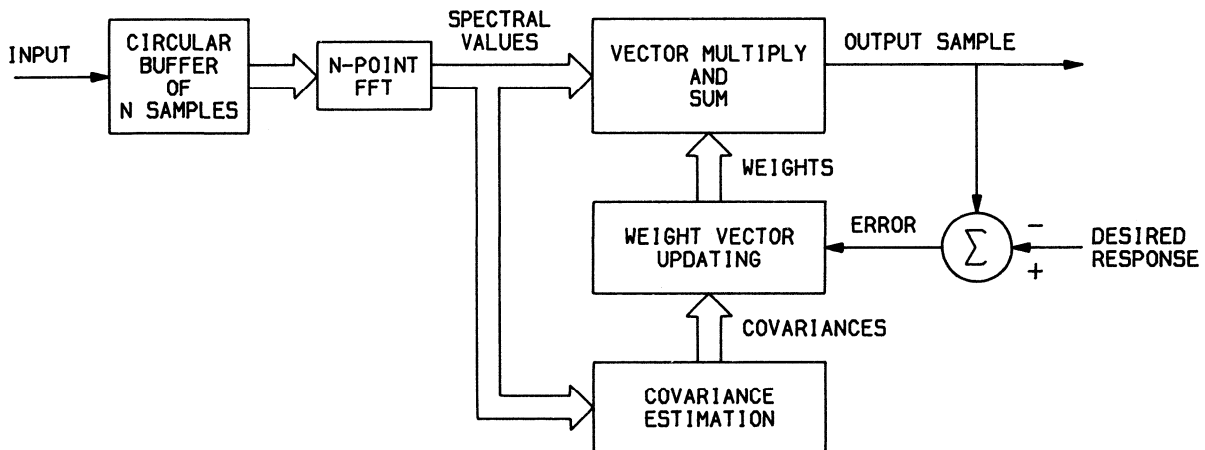 INPUT
CIRCULAR
BUFFER
OF
N SAMPLES
N-POINT
FFT
SPECTRAL
VALUES
VECTOR MULTIPLY
AND
SUM
OUTPUT SAMPLE
WEIGHTS
WEIGHT VECTOR
UPDATING
ERROR
Σ
−
+
DESIRED
RESPONSE
COVARIANCES
COVARIANCE
ESTIMATION